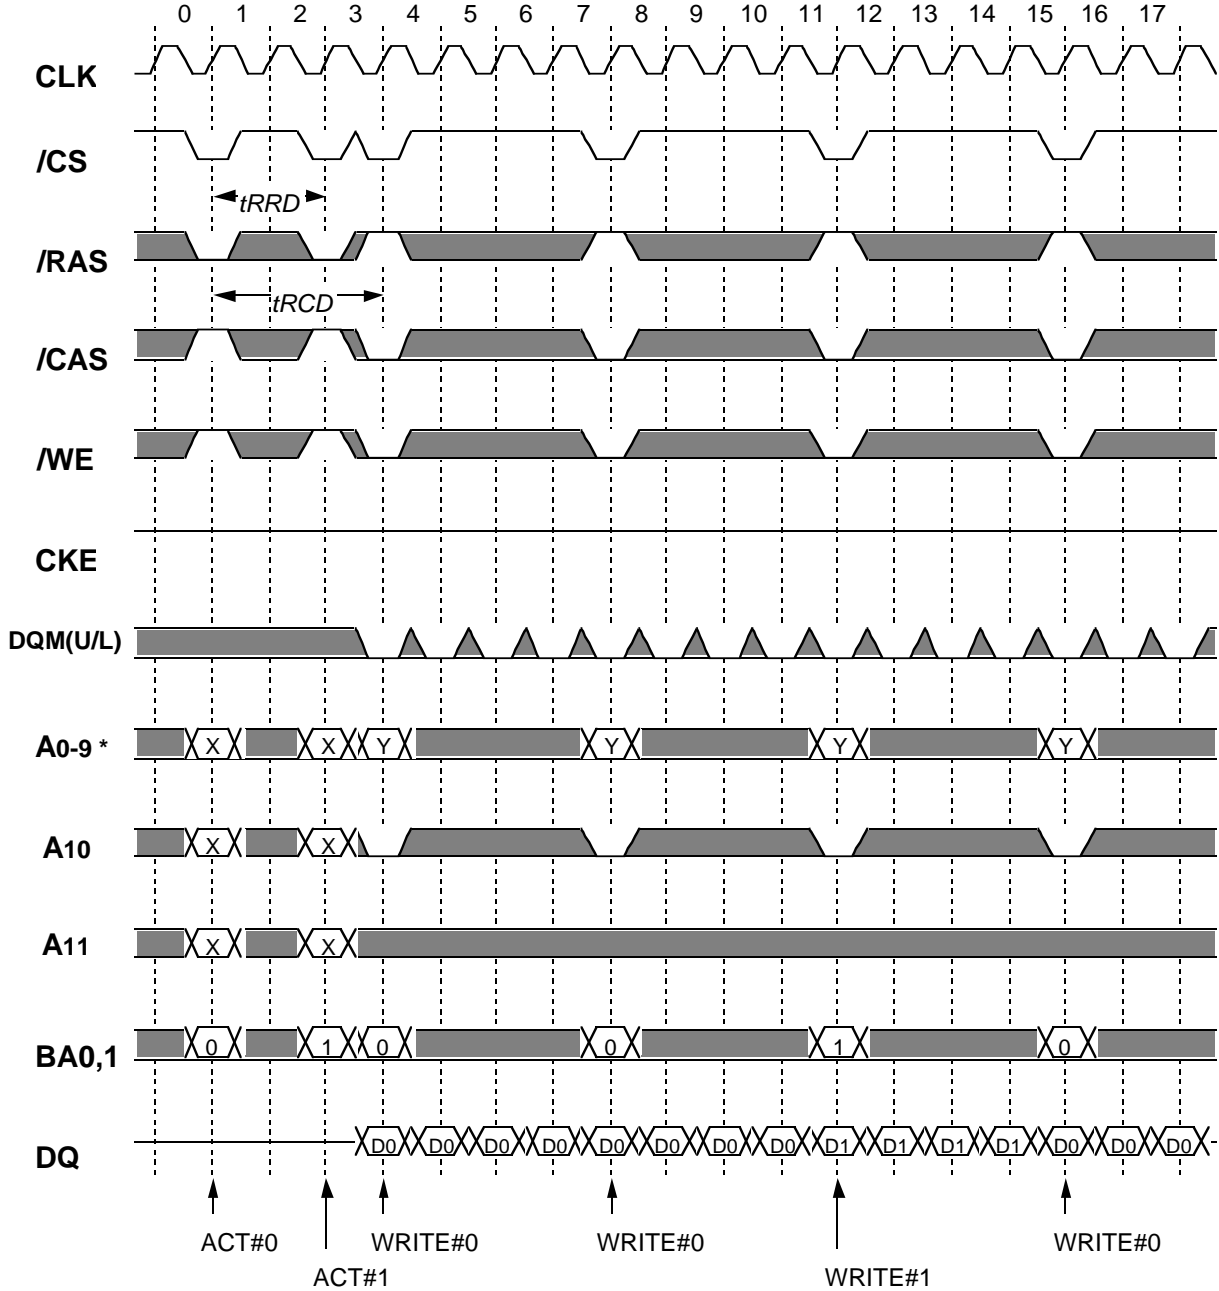 0 1 2 3 4 5 6 7 8 9 10 11 12 13 14 15 16 17
CLK
/CS
tRRD
/RAS
tRCD
/CAS
/WE
CKE
DQM(U/L)
A0-9 * X X Y Y Y Y
A10 X X
A11 X X
BA0,1 0 1 0 0 1 0
DQ D0 D0 D0 D0 D0 D0 D0 D0 D1 D1 D1 D1 D0 D0 D0
ACT#0 WRITE#0 WRITE#0 WRITE#0
ACT#1 WRITE#1